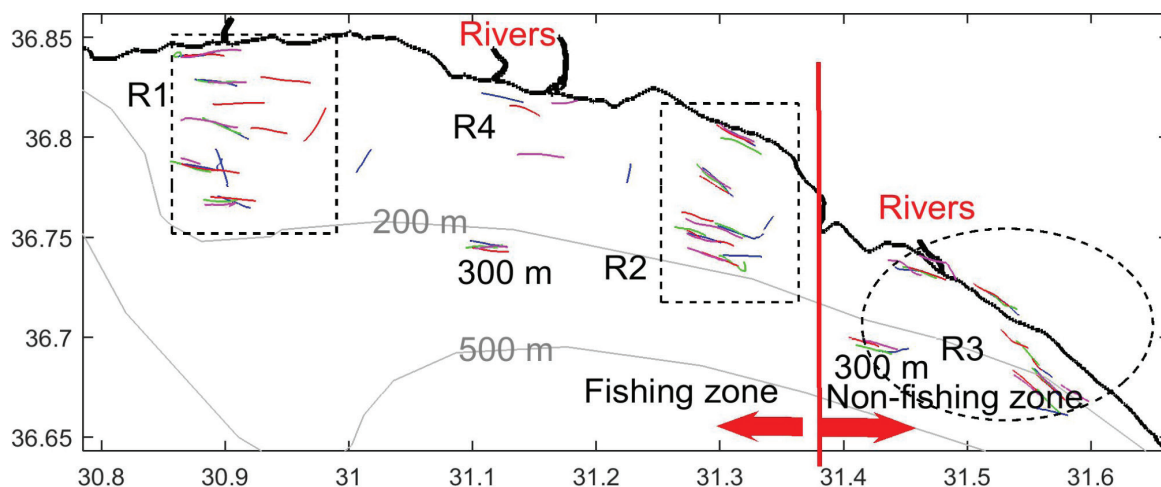 36.85
36.8
36.75
36.7
36.65
Rivers
R1
R4
Rivers
200 m
R2
300 m
500 m
R3
300 m
Fishing zone
Non-fishing zone
30.8
30.9
31
31.1
31.2
31.3
31.4
31.5
31.6